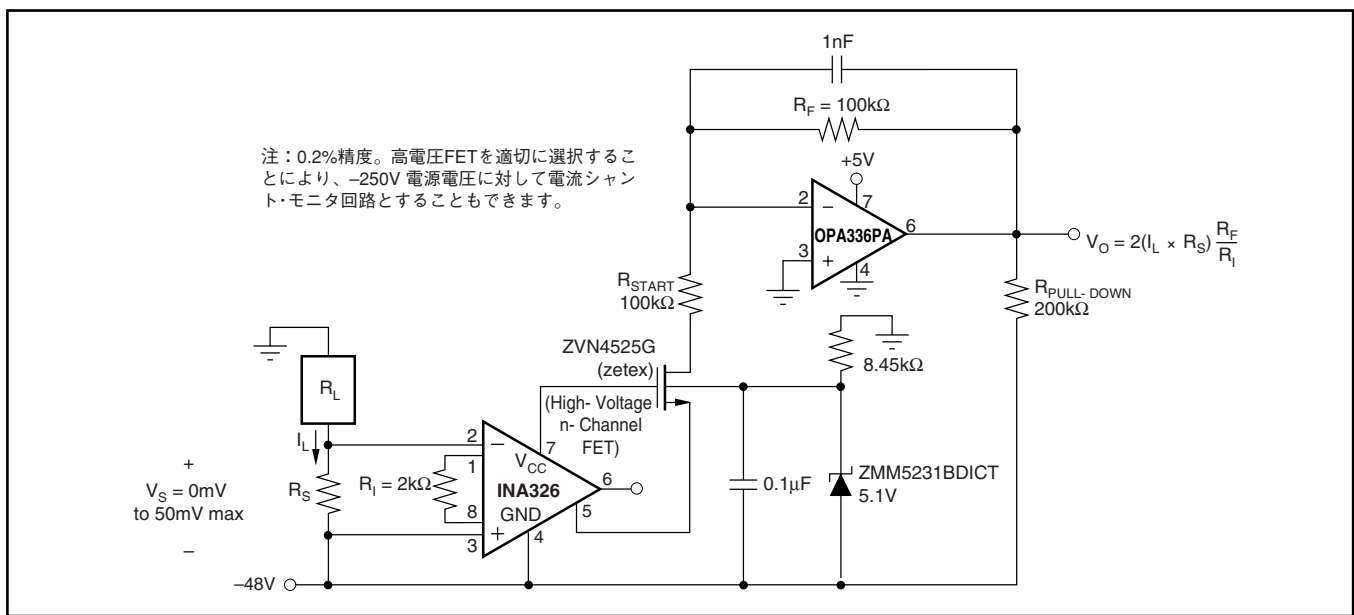 1nF
R_F = 100kΩ
注：0.2%精度。高電圧FETを適切に選択するこ
とにより、–250V 電源電圧に対して電流シャン
ト・モニタ回路とすることもできます。
+5V
2
–
7
OPA336PA
6
3
+
4
V_O = 2(I_L × R_S) R_F
R_I
R_START
100kΩ
R_PULL- DOWN
200kΩ
ZVN4525G
(zetex)
8.45kΩ
R_L
(High- Voltage
n- Channel
FET)
I_L
2
–
7
V_CC
1
+
V_S = 0mV
to 50mV max
–
R_S
R_I = 2kΩ
INA326
6
0.1μF
ZMM5231BDICT
5.1V
8
GND
5
3
+
4
–48V